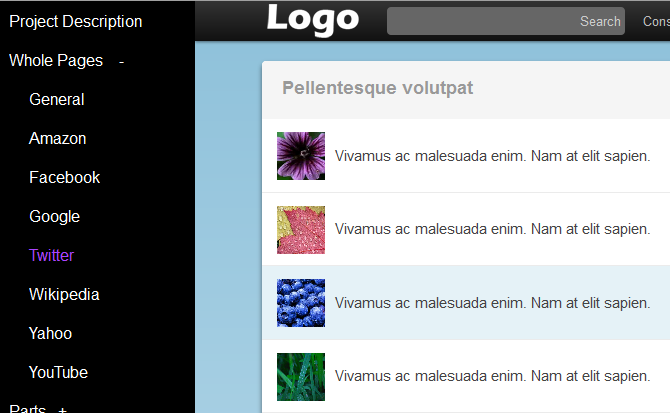 Project Description
Whole Pages -
General
Amazon
Facebook
Google
Twitter
Wikipedia
Yahoo
YouTube
Parts +
Logo
Search
Pellentesque volutpat
Vivamus ac malesuada enim. Nam at elit sapien.
Vivamus ac malesuada enim. Nam at elit sapien.
Vivamus ac malesuada enim. Nam at elit sapien.
Vivamus ac malesuada enim. Nam at elit sapien.